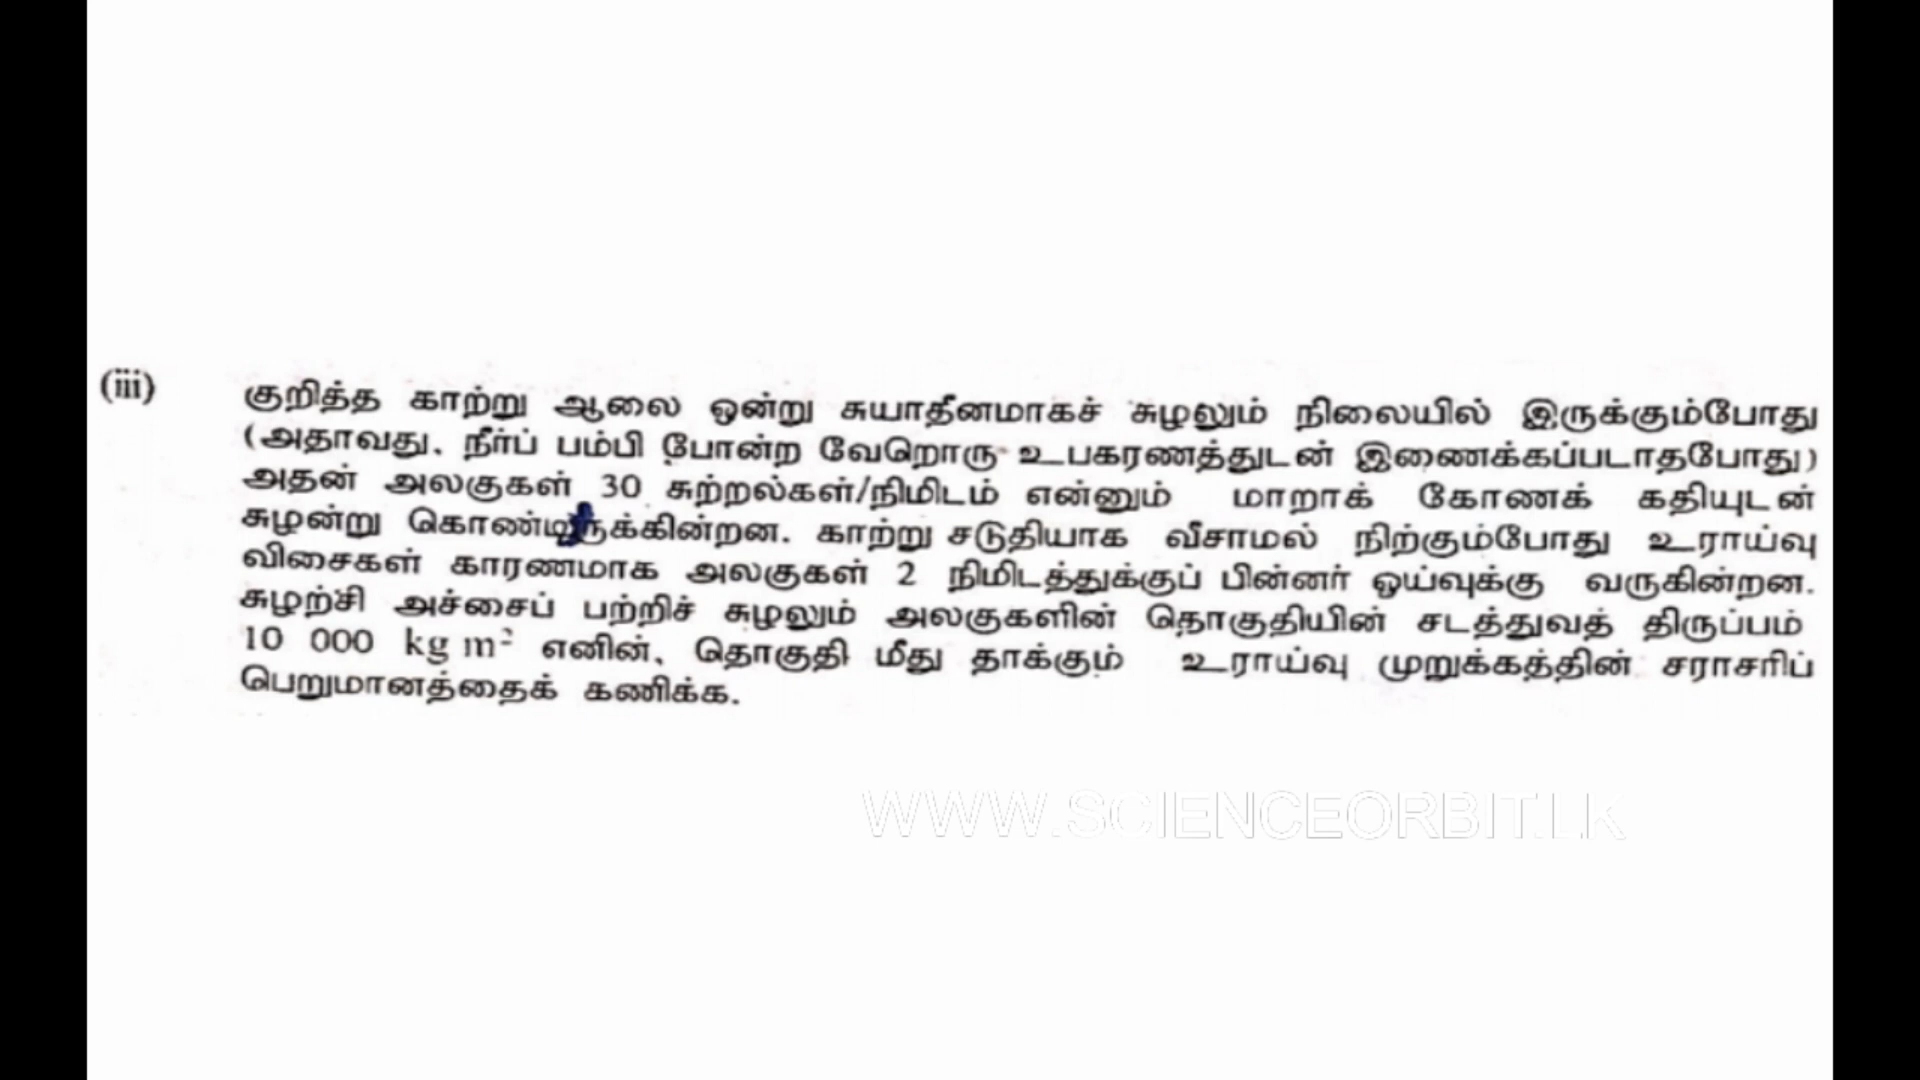 (iii) குறித்த காற்று ஆலை ஒன்று சுயாதீனமாகச் சுழலும் நிலையில் இருக்கும்போது
(அதாவது, நீர்ப் பம்பி போன்ற வேறொரு உபகரணத்துடன் இணைக்கப்படாதபோது)
அதன் அலகுகள் 30 சுற்றல்கள்/நிமிடம் என்னும் மாறாக் கோணக் கதியுடன்
சுழன்று கொண்டிருக்கின்றன. காற்று சடுதியாக வீசாமல் நிற்கும்போது உராய்வு
விசைகள் காரணமாக அலகுகள் 2 நிமிடத்துக்குப் பின்னர் ஓய்வுக்கு வருகின்றன.
சுழற்சி அச்சைப் பற்றிச் சுழலும் அலகுகளின் தொகுதியின் சடத்துவத் திருப்பம்
10 000 kg m² எனின், தொகுதி மீது தாக்கும் உராய்வு முறுக்கத்தின் சராசரிப்
பெறுமானத்தைக் கணிக்க.
WWW.SCIENCEORBIT.LK